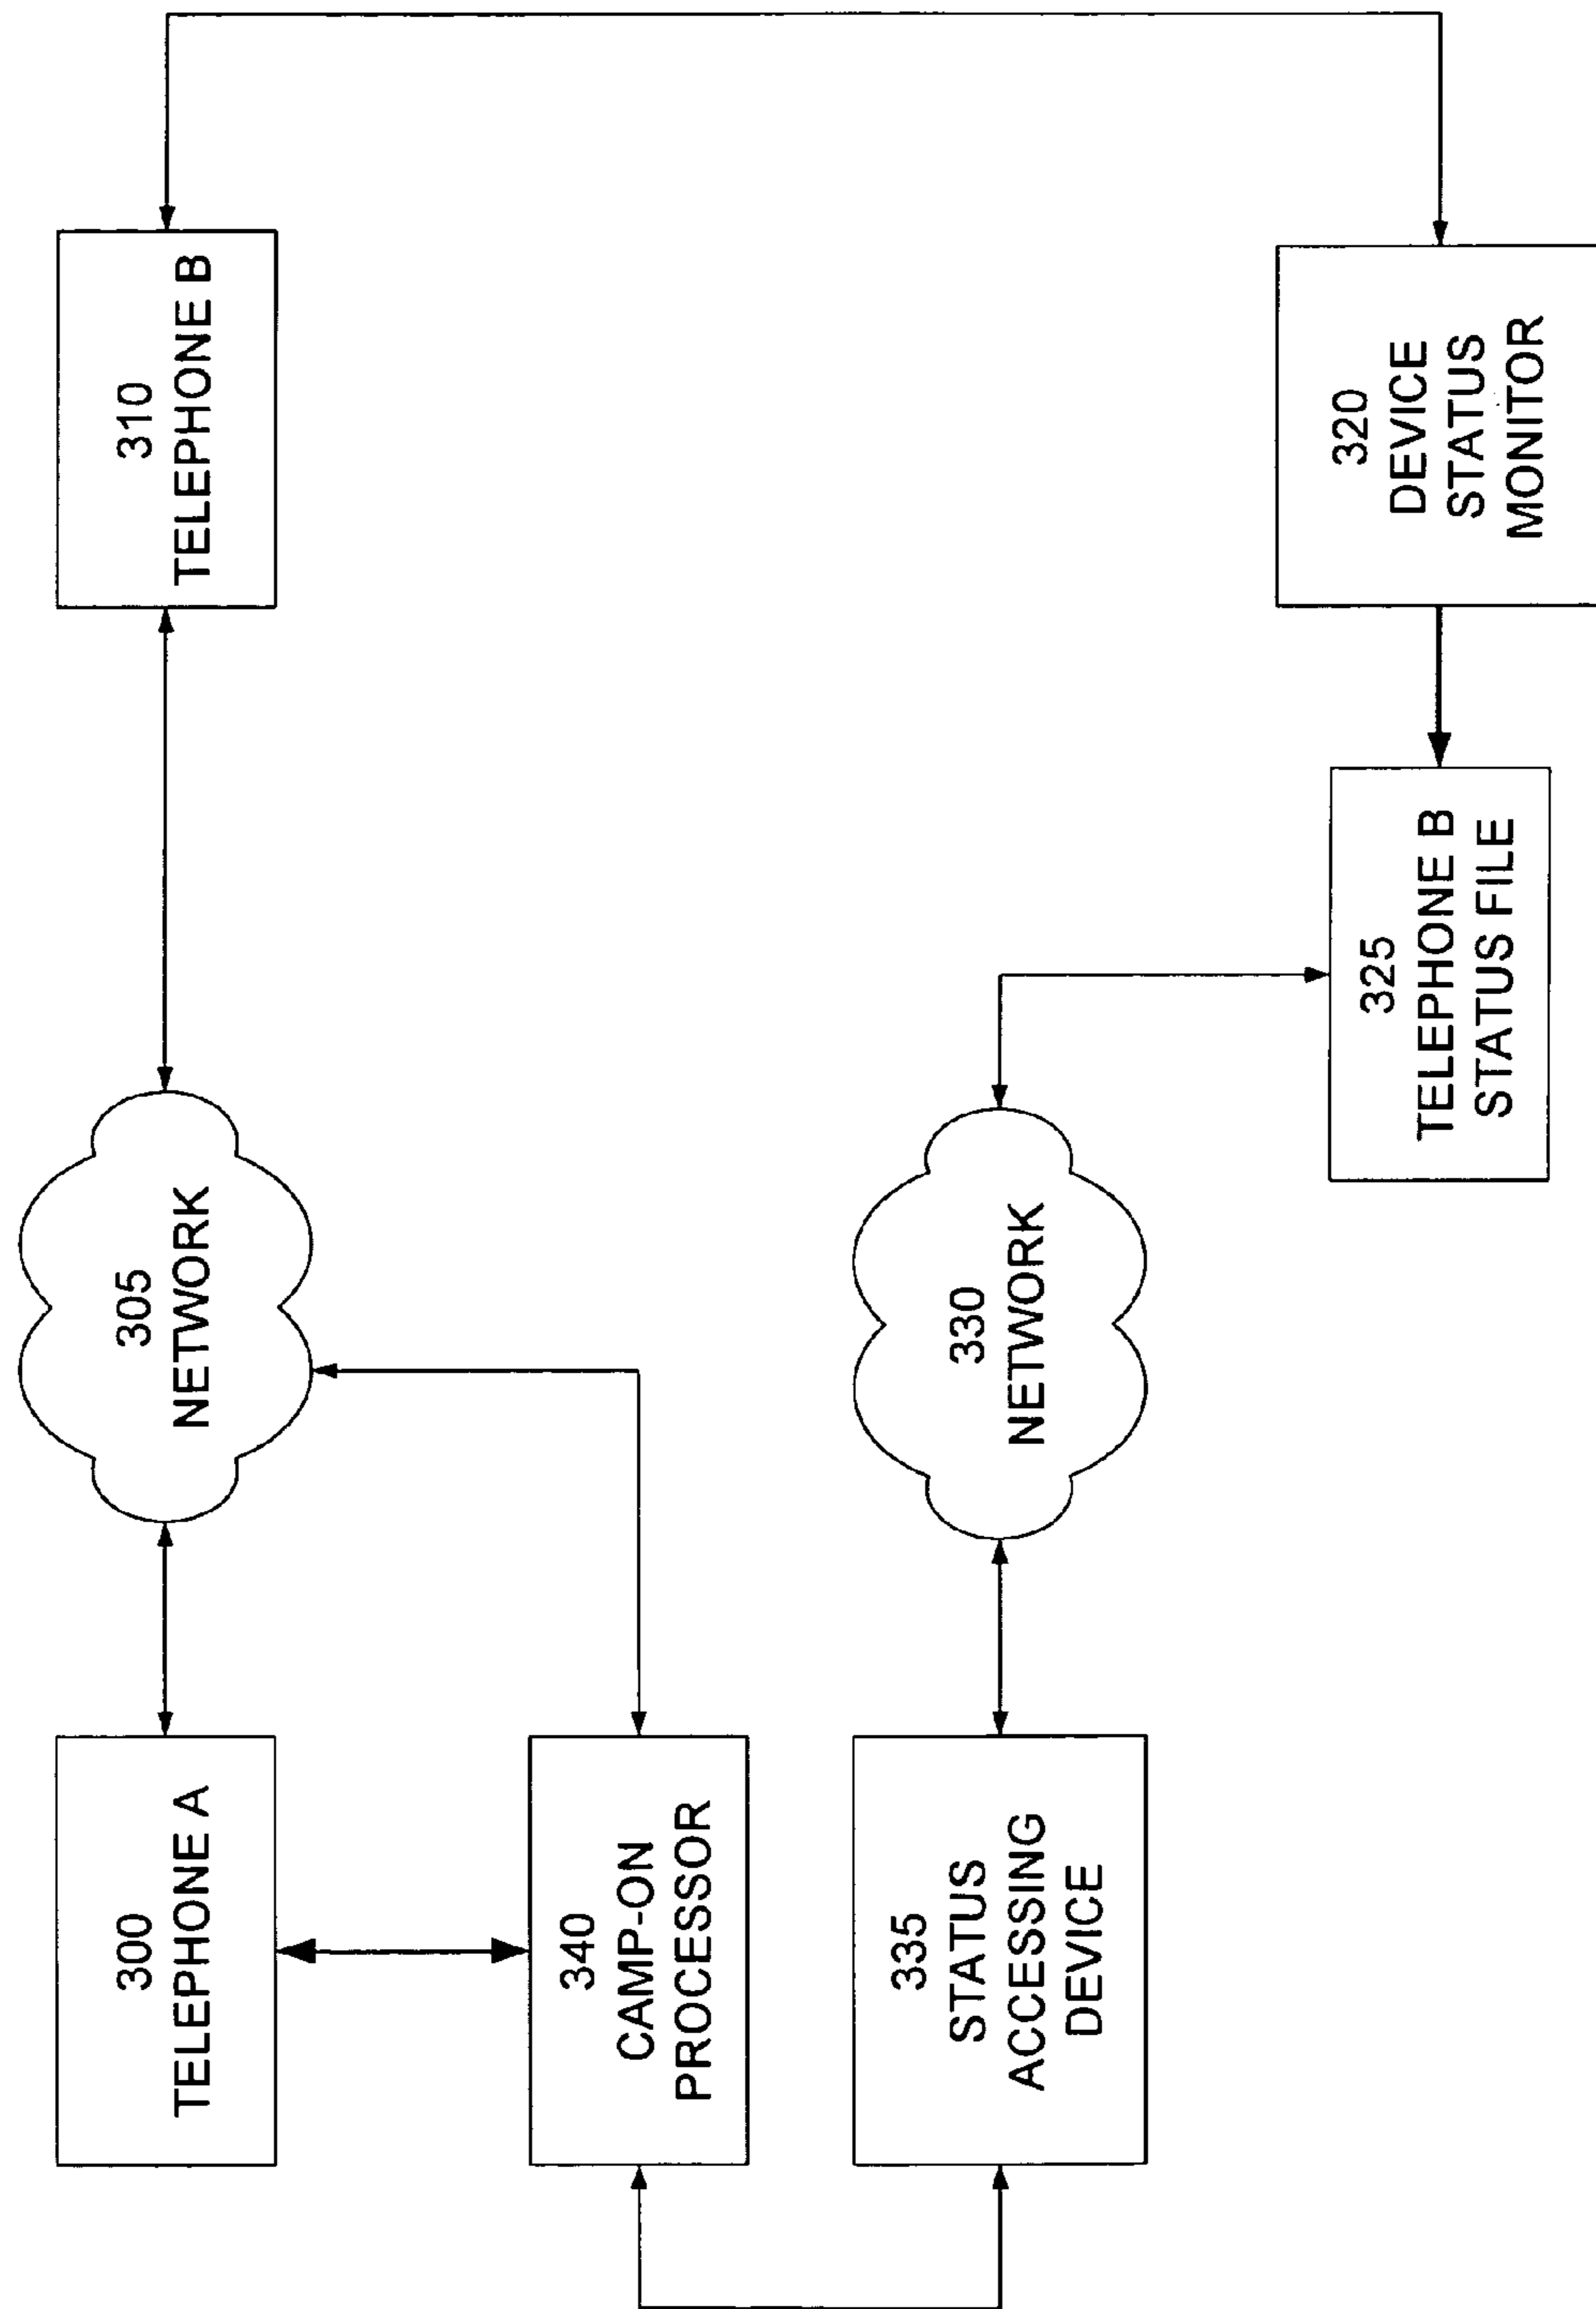 300
TELEPHONE A
305
NETWORK
310
TELEPHONE B
340
CAMP-ON
PROCESSOR
335
STATUS
ACCESSING
DEVICE
330
NETWORK
325
TELEPHONE B
STATUS FILE
320
DEVICE
STATUS
MONITOR